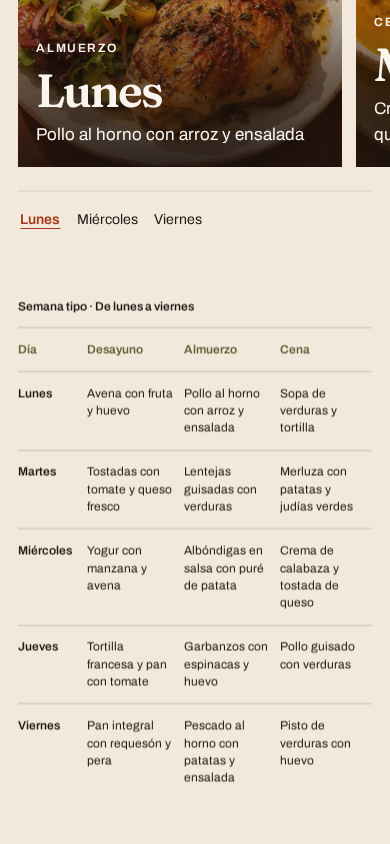 ALMUERZO
Lunes
Pollo al horno con arroz y ensalada
Lunes Miércoles Viernes
Semana tipo · De lunes a viernes
Día Desayuno Almuerzo Cena
Lunes
Avena con fruta
y huevo
Pollo al horno
con arroz y
ensalada
Sopa de
verduras y
tortilla
Martes
Tostadas con
tomate y queso
fresco
Lentejas
guisadas con
verduras
Merluza con
patatas y
judías verdes
Miércoles
Yogur con
manzana y
avena
Albóndigas en
salsa con puré
de patata
Crema de
calabaza y
tostada de
queso
Jueves
Tortilla
francesa y pan
con tomate
Garbanzos con
espinacas y
huevo
Pollo guisado
con verduras
Viernes
Pan integral
con requesón y
pera
Pescado al
horno con
patatas y
ensalada
Pisto de
verduras con
huevo